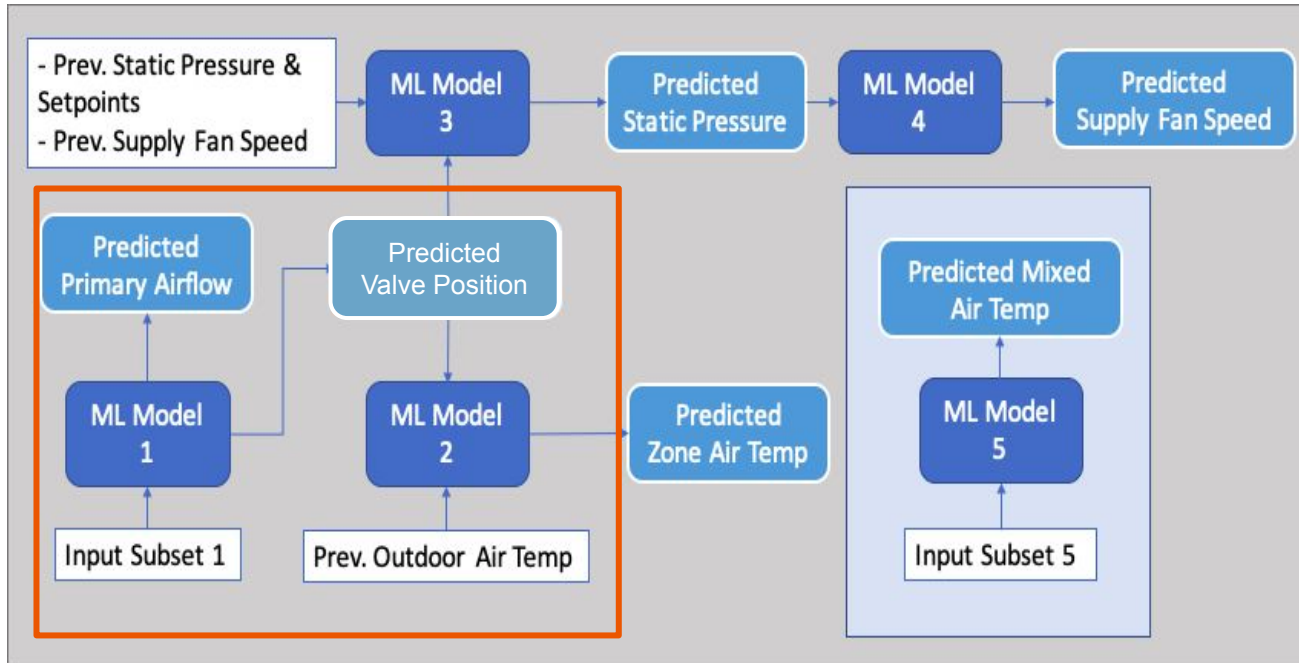 - Prev. Static Pressure &
Setpoints
- Prev. Supply Fan Speed
ML Model
3
Predicted
Static Pressure
ML Model
4
Predicted
Supply Fan Speed
Predicted
Primary Airflow
Predicted
Valve Position
Predicted Mixed
Air Temp
ML Model
1
ML Model
2
Predicted
Zone Air Temp
ML Model
5
Input Subset 1
Prev. Outdoor Air Temp
Input Subset 5